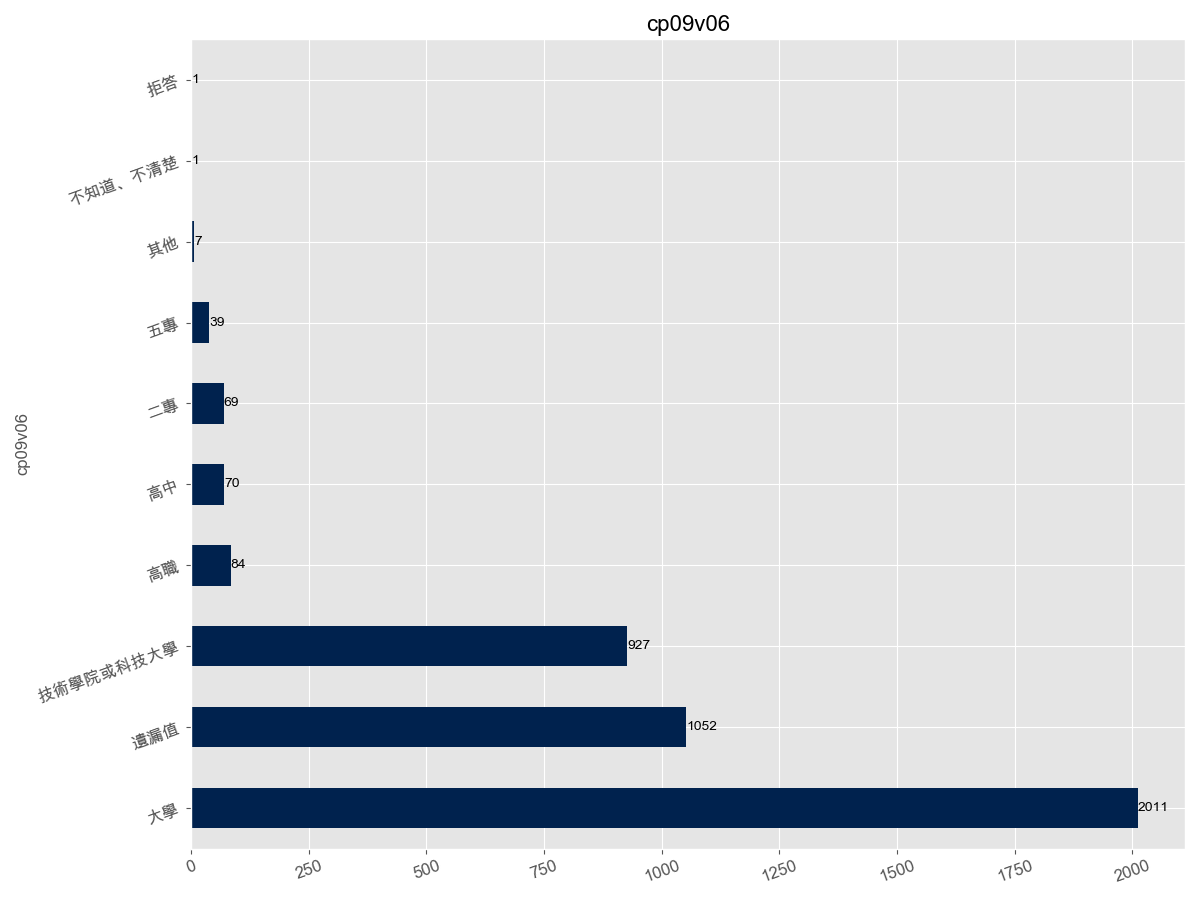 cp09v06
拒答 1
不知道、不清楚 1
其他 7
五專 39
二專 69
高中 70
高職 84
技術學院或科技大學 927
遺漏值 1052
大學 2011
cp09v06
0 250 500 750 1000 1250 1500 1750 2000